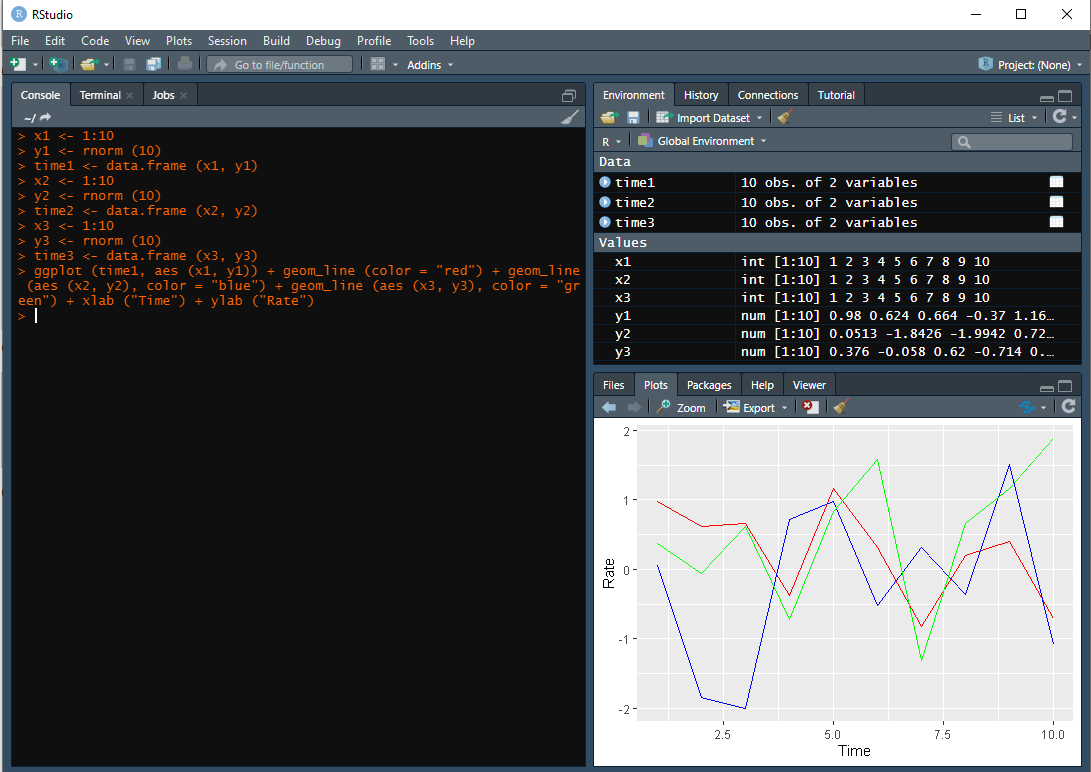 RStudio
File Edit Code View Plots Session Build Debug Profile Tools Help
Go to file/function Addins Project: (None)
Console Terminal Jobs
~/
> x1 <- 1:10
> y1 <- rnorm (10)
> time1 <- data.frame (x1, y1)
> x2 <- 1:10
> y2 <- rnorm (10)
> time2 <- data.frame (x2, y2)
> x3 <- 1:10
> y3 <- rnorm (10)
> time3 <- data.frame (x3, y3)
> ggplot (time1, aes (x1, y1)) + geom_line (color = "red") + geom_line
(aes (x2, y2), color = "blue") + geom_line (aes (x3, y3), color = "gr
een") + xlab ("Time") + ylab ("Rate")
>
Environment History Connections Tutorial
Import Dataset List
R Global Environment
Data
time1 10 obs. of 2 variables
time2 10 obs. of 2 variables
time3 10 obs. of 2 variables
Values
x1 int [1:10] 1 2 3 4 5 6 7 8 9 10
x2 int [1:10] 1 2 3 4 5 6 7 8 9 10
x3 int [1:10] 1 2 3 4 5 6 7 8 9 10
y1 num [1:10] 0.98 0.624 0.664 -0.37 1.16…
y2 num [1:10] 0.0513 -1.8426 -1.9942 0.72…
y3 num [1:10] 0.376 -0.058 0.62 -0.714 0.…
Files Plots Packages Help Viewer
Zoom Export
2
1
0
-1
-2
Rate
2.5 5.0 7.5 10.0
Time